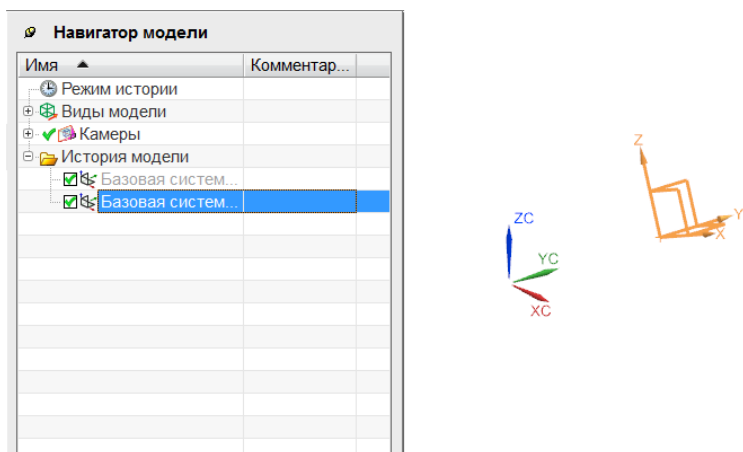 Навигатор модели
Имя Комментар...
Режим истории
Виды модели
Камеры
История модели
Базовая систем...
Базовая систем...
Z
Y
X
ZC
YC
XC